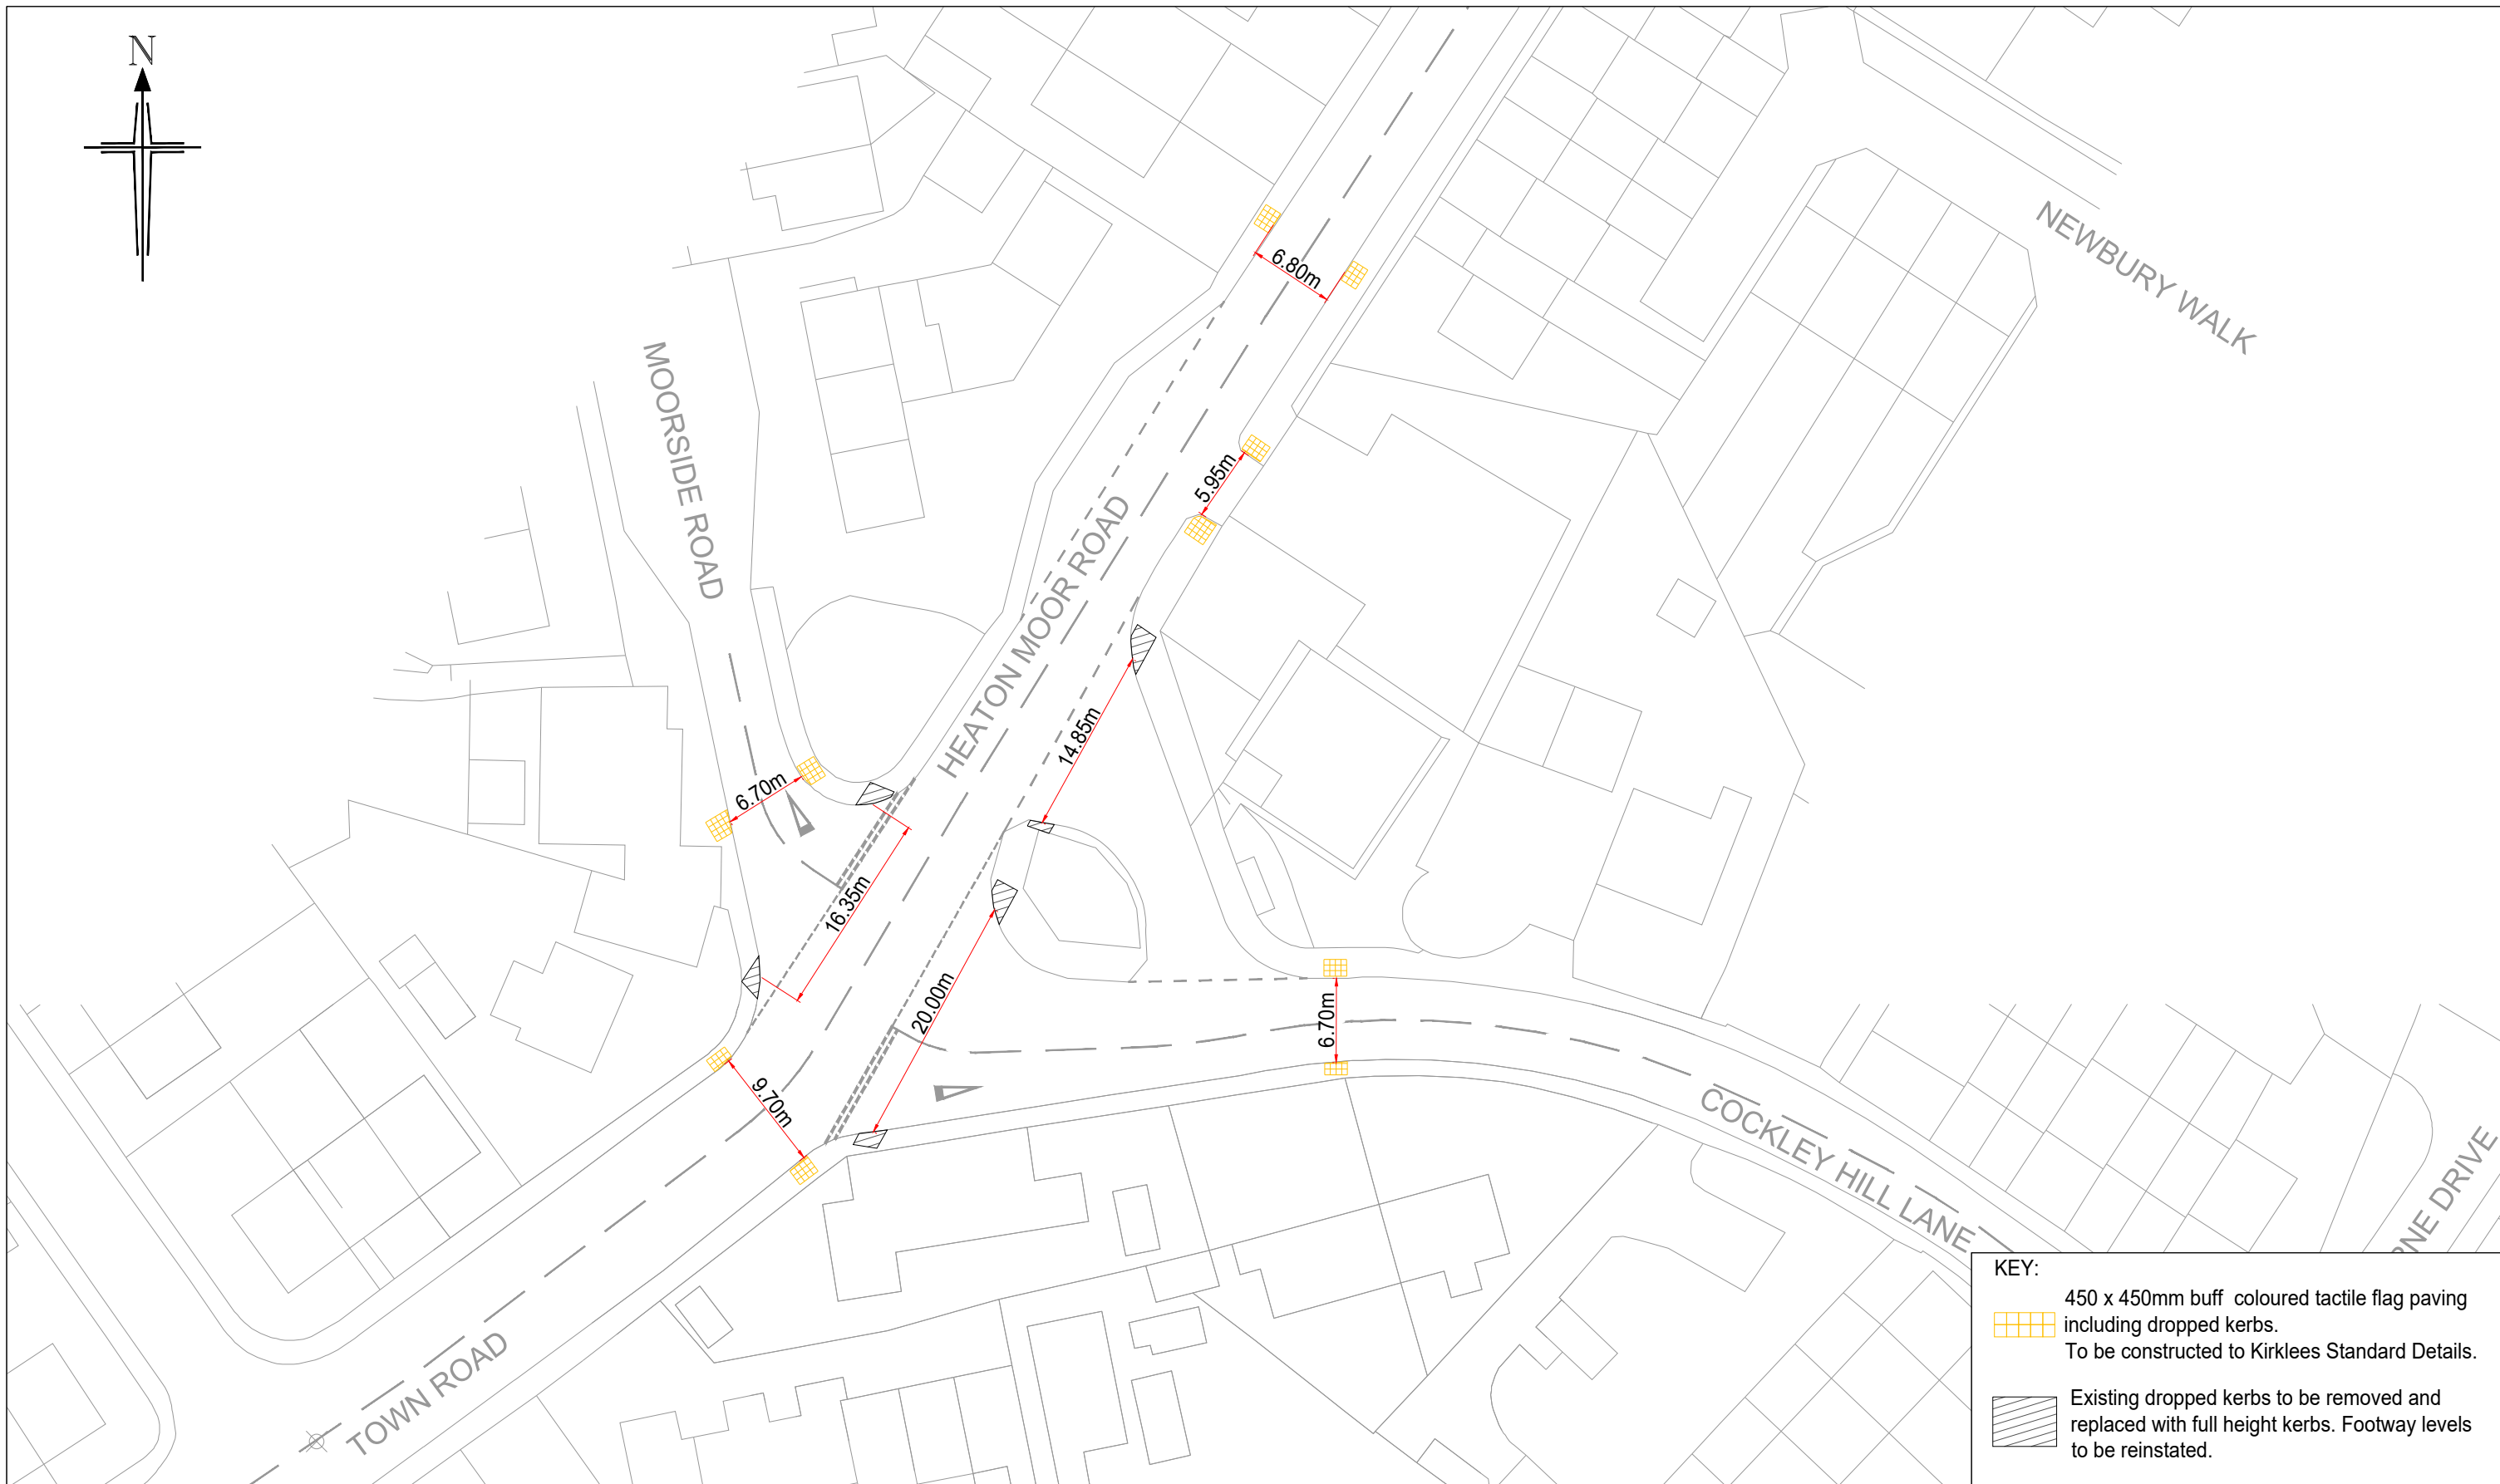 N
NEWBURY WALK
6.80m
MOORSIDE ROAD
5.95m
HEATON MOOR ROAD
14.85m
6.70m
16.35m
20.00m
6.70m
9.70m
COCKLEY HILL LANE
RNE DRIVE
TOWN ROAD
KEY:
450 x 450mm buff coloured tactile flag paving
including dropped kerbs.
To be constructed to Kirklees Standard Details.
Existing dropped kerbs to be removed and
replaced with full height kerbs. Footway levels
to be reinstated.